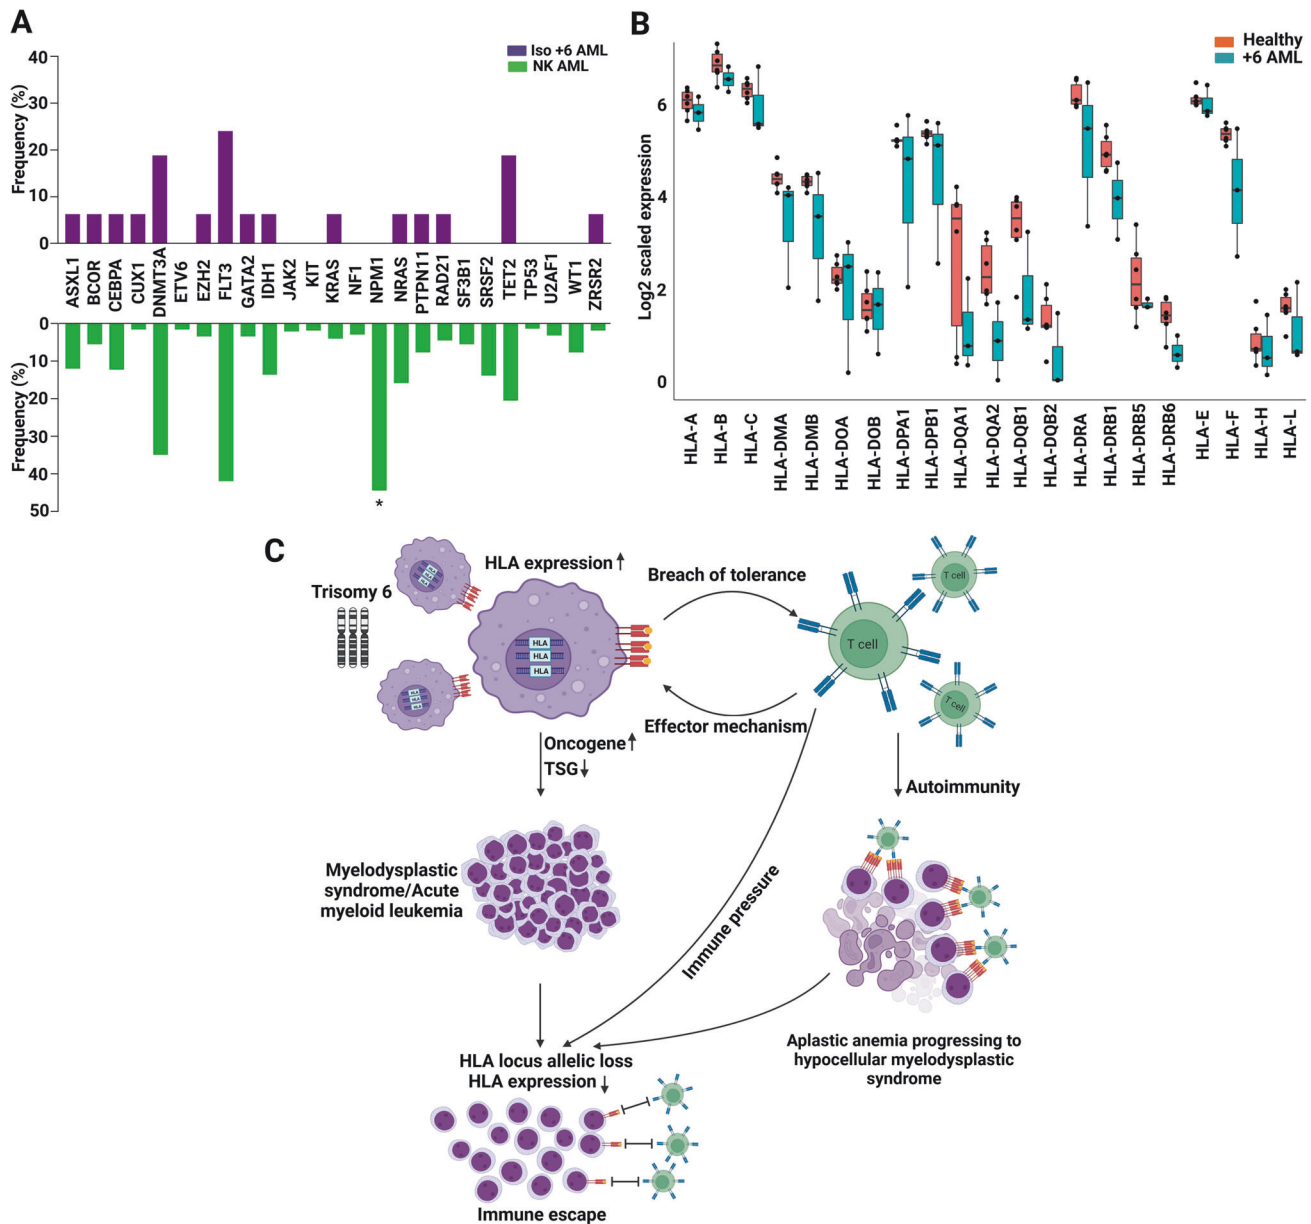 A
Iso +6 AML
NK AML
Frequency (%)
40
30
20
10
0
ASXL1
BCOR
CEBPA
CUX1
DNMT3A
ETV6
EZH2
FLT3
GATA2
IDH1
JAK2
KIT
KRAS
NF1
NPM1
NRAS
PTPN11
RAD21
SF3B1
SRSF2
TET2
TP53
U2AF1
WT1
ZRSR2
Frequency (%)
0
10
20
30
40
50
*
B
Healthy
+6 AML
Log2 scaled expression
6
4
2
0
HLA-A
HLA-B
HLA-C
HLA-DMA
HLA-DMB
HLA-DOA
HLA-DOB
HLA-DPA1
HLA-DPB1
HLA-DQA1
HLA-DQA2
HLA-DQB1
HLA-DQB2
HLA-DRA
HLA-DRB1
HLA-DRB5
HLA-DRB6
HLA-E
HLA-F
HLA-H
HLA-L
C
Trisomy 6
HLA expression
HLA
HLA
HLA
Breach of tolerance
Effector mechanism
T cell
T cell
T cell
Oncogene
TSG
Autoimmunity
Myelodysplastic
syndrome/Acute
myeloid leukemia
Immune pressure
Aplastic anemia progressing to
hypocellular myelodysplastic
syndrome
HLA locus allelic loss
HLA expression
Immune escape